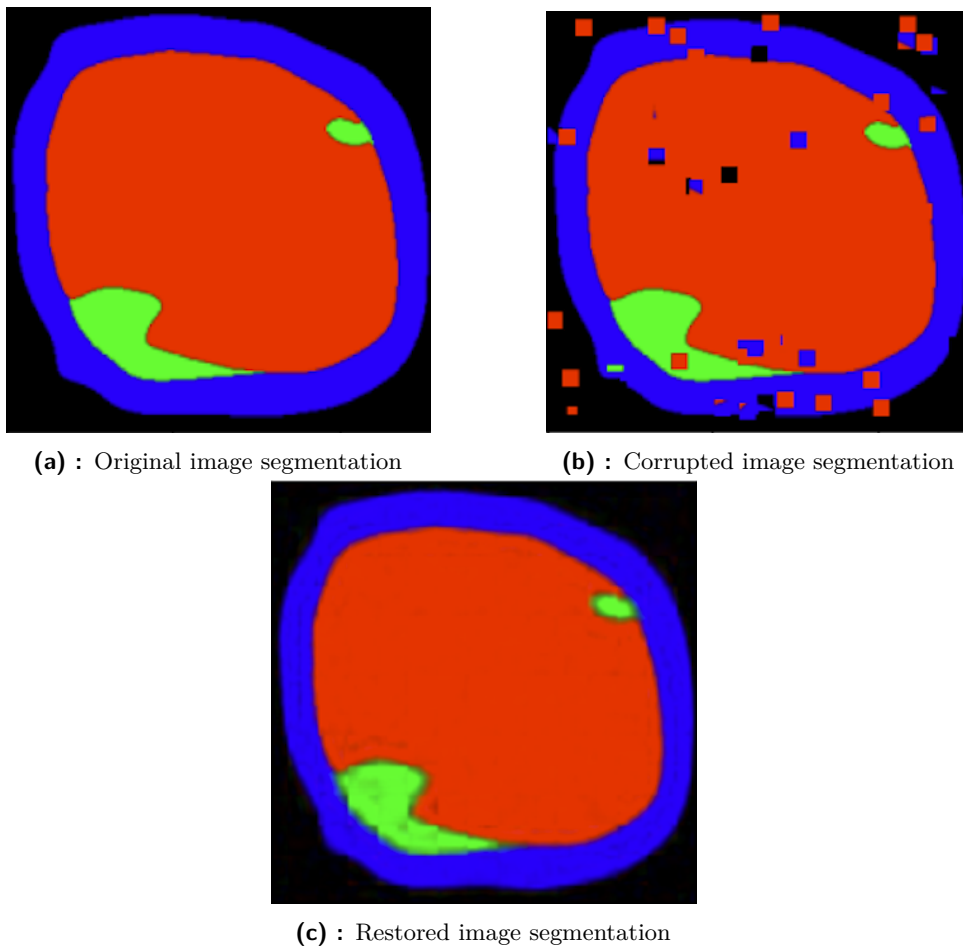 (a) : Original image segmentation
(b) : Corrupted image segmentation
(c) : Restored image segmentation